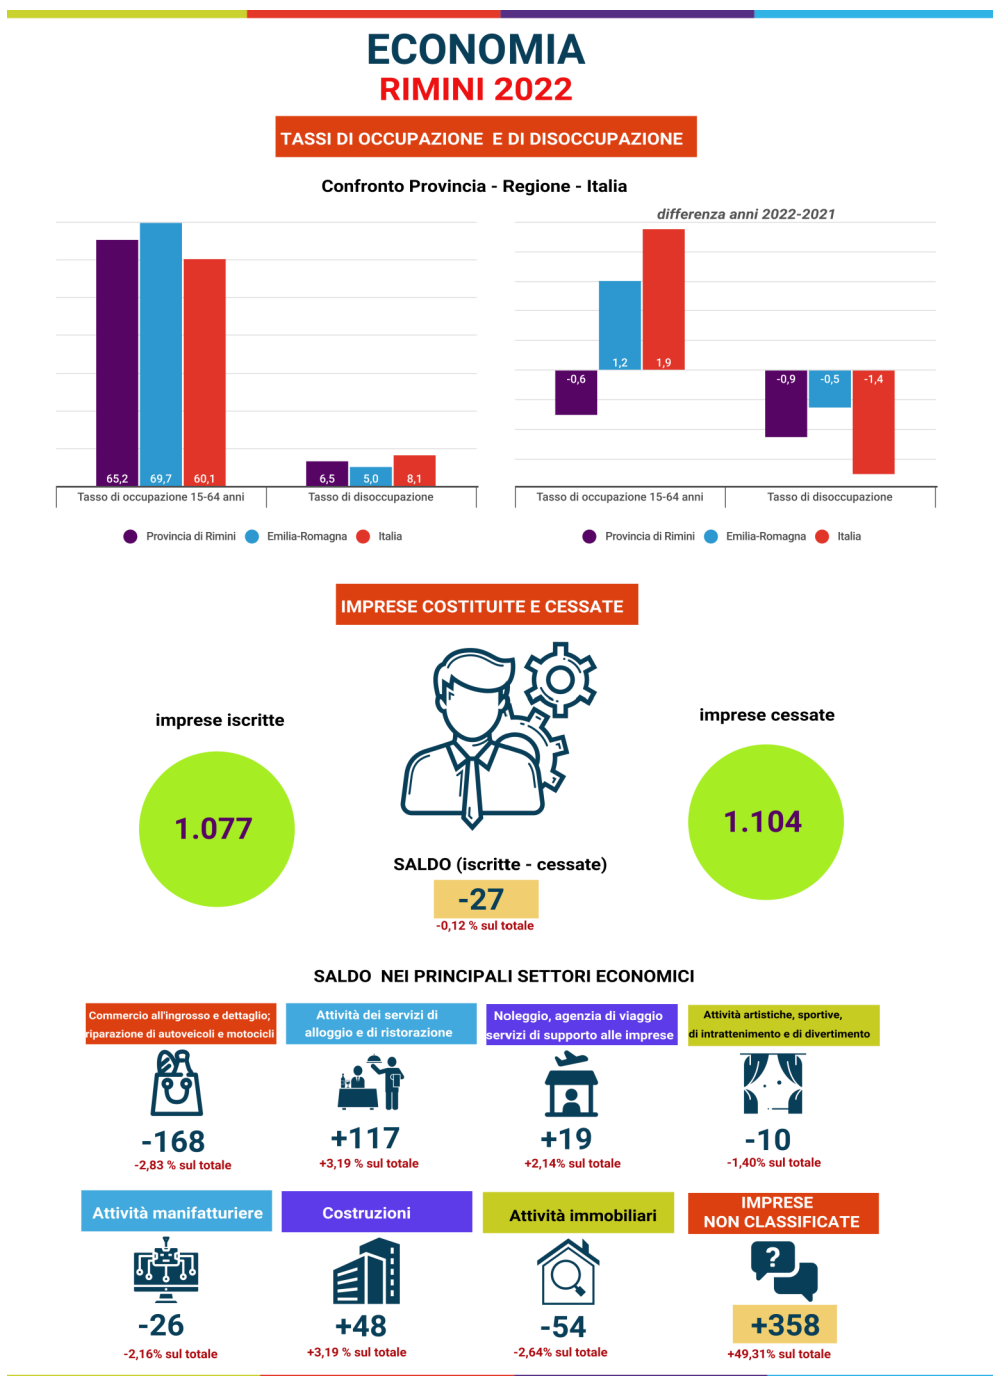 ECONOMIA
RIMINI 2022
TASSI DI OCCUPAZIONE E DI DISOCCUPAZIONE
Confronto Provincia - Regione - Italia
65,2 69,7 60,1
6,5 5,0 8,1
Tasso di occupazione 15-64 anni
Tasso di disoccupazione
Provincia di Rimini Emilia-Romagna Italia
differenza anni 2022-2021
-0,6 1,2 1,9
-0,9 -0,5 -1,4
Tasso di occupazione 15-64 anni
Tasso di disoccupazione
Provincia di Rimini Emilia-Romagna Italia
IMPRESE COSTITUITE E CESSATE
imprese iscritte
1.077
imprese cessate
1.104
SALDO (iscritte - cessate)
-27
-0,12 % sul totale
SALDO NEI PRINCIPALI SETTORI ECONOMICI
Commercio all'ingrosso e dettaglio;
riparazione di autoveicoli e motocicli
-168
-2,83 % sul totale
Attività dei servizi di
alloggio e di ristorazione
+117
+3,19 % sul totale
Noleggio, agenzia di viaggio
servizi di supporto alle imprese
+19
+2,14% sul totale
Attività artistiche, sportive,
di intrattenimento e di divertimento
-10
-1,40% sul totale
Attività manifatturiere
-26
-2,16% sul totale
Costruzioni
+48
+3,19 % sul totale
Attività immobiliari
-54
-2,64% sul totale
IMPRESE
NON CLASSIFICATE
?
+358
+49,31% sul totale